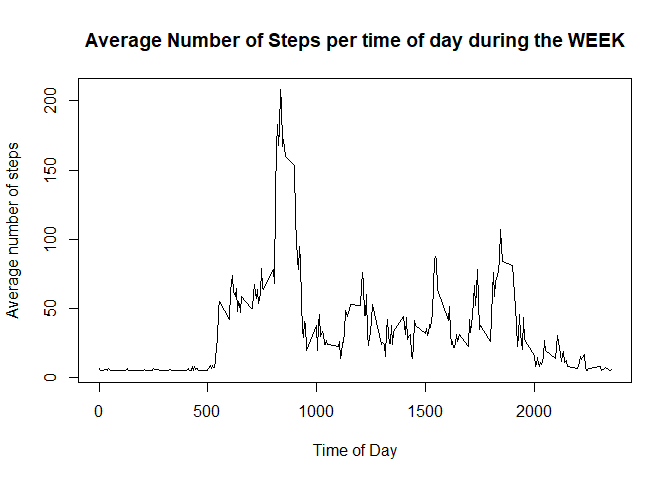 Average Number of Steps per time of day during the WEEK
Average number of steps
200
150
100
50
0
0 500 1000 1500 2000
Time of Day